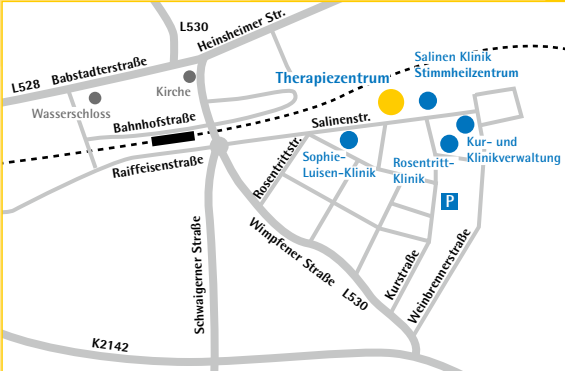 L530
Heinsheimer Str.
L528
Babstadterstraße
Salinen Klinik
Stimmheilzentrum
Therapiezentrum
Kirche
Wasserschloss
Bahnhofstraße
Salinenstr.
Raiffeisenstraße
Rosentrittstr.
Sophie-
Luisen-Klinik
Rosentritt-
Klinik
Kur- und
Klinikverwaltung
P
Schwaigerner Straße
Wimpfener Straße
L530
Kurstraße
Weinbrennerstraße
K2142